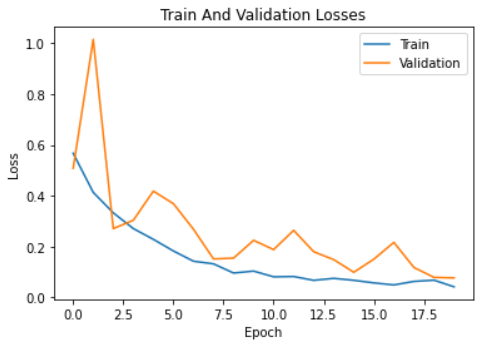 Train And Validation Losses
Train
Validation
1.0
0.8
0.6
0.4
0.2
0.0
Loss
0.0 2.5 5.0 7.5 10.0 12.5 15.0 17.5
Epoch